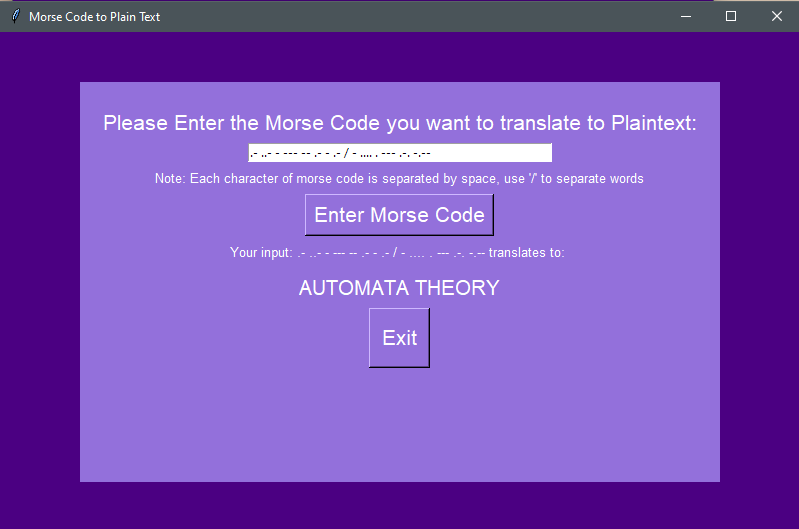 Morse Code to Plain Text
Please Enter the Morse Code you want to translate to Plaintext:
.- ..- - --- -- .- - .- / - .... . --- .-. -.--
Note: Each character of morse code is separated by space, use '/' to separate words
Enter Morse Code
Your input: .- ..- - --- -- .- - .- / - .... . --- .-. -.-- translates to:
AUTOMATA THEORY
Exit